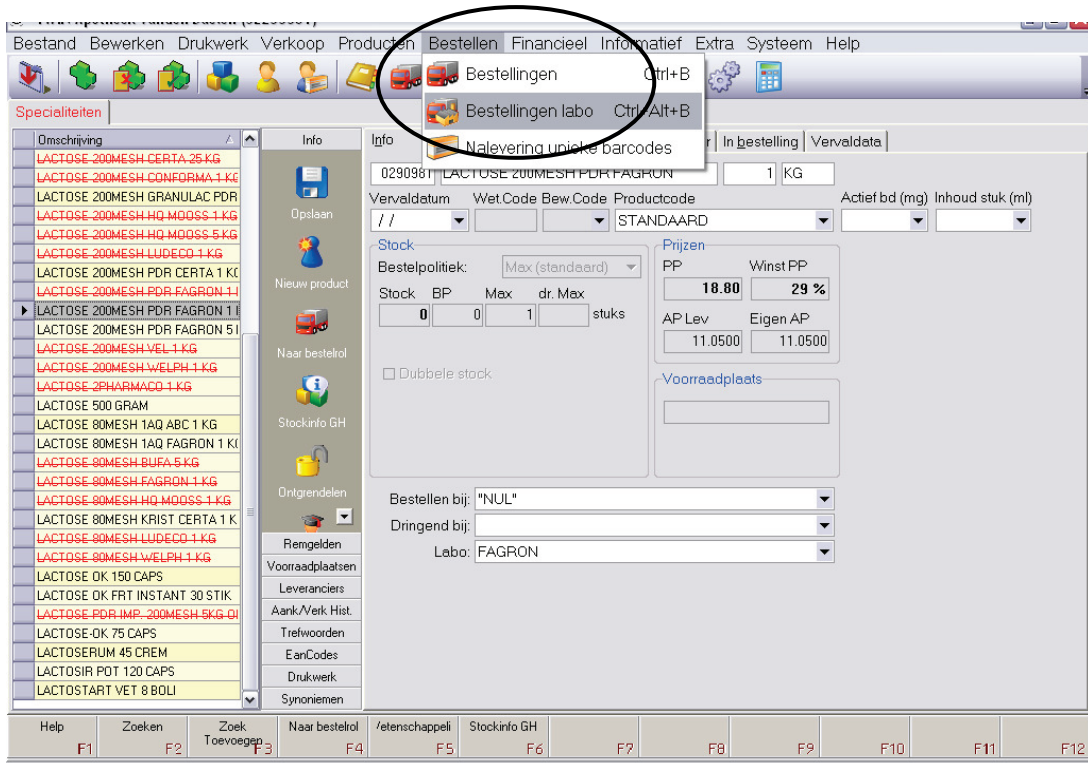 Bestand Bewerken Drukwerk Verkoop Producten Bestellen Financieel Informatief Extra Systeem Help
Bestellingen Ctrl+B
Bestellingen labo Ctrl+Alt+B
Nalevering unieke barcodes
Specialiteiten
Omschrijving
LACTOSE 200MESH CERTA 25 KG
LACTOSE 200MESH CONFORMA 1 KG
LACTOSE 200MESH GRANULAC PDR
LACTOSE 200MESH HQ MOOSS 1 KG
LACTOSE 200MESH HQ MOOSS 5 KG
LACTOSE 200MESH LUDECO 1 KG
LACTOSE 200MESH PDR CERTA 1 K
LACTOSE 200MESH PDR FAGRON 1
LACTOSE 200MESH PDR FAGRON 1
LACTOSE 200MESH PDR FAGRON 5
LACTOSE 200MESH VEL 1 KG
LACTOSE 200MESH WELPH 1 KG
LACTOSE 2PHARMACO 1 KG
LACTOSE 500 GRAM
LACTOSE 80MESH 1AQ ABC 1 KG
LACTOSE 80MESH 1AQ FAGRON 1 K
LACTOSE 80MESH BUFA 5 KG
LACTOSE 80MESH FAGRON 1 KG
LACTOSE 80MESH HQ MOOSS 1 KG
LACTOSE 80MESH KRIST CERTA 1 K
LACTOSE 80MESH LUDECO 1 KG
LACTOSE 80MESH WELPH 1 KG
LACTOSE OK 150 CAPS
LACTOSE OK FRT INSTANT 30 STIK
LACTOSE PDR IMP. 200MESH 5KG
LACTOSE-OK 75 CAPS
LACTOSERUM 45 CREM
LACTOSIR POT 120 CAPS
LACTOSTART VET 8 BOLI
Info
Opslaan
Nieuw product
Naar bestelrol
Stockinfo GH
Ontgrendelen
Remgelden
Voorraadplaatsen
Leveranciers
Aank/Verk Hist.
Trefwoorden
EanCodes
Drukwerk
Synoniemen
Info In bestelling Vervaldata
0290981 LACTOSE 200MESH PDR FAGRON 1 KG
Vervaldatum Wet.Code Bew.Code Productcode Actief bd (mg) Inhoud stuk (ml)
/ / STANDAARD
Stock
Bestelpolitiek: Max (standaard)
Stock BP Max dr. Max
0 0 1 stuks
Dubbele stock
Prijzen
PP Winst PP
18.80 29 %
AP Lev Eigen AP
11.0500 11.0500
Voorraadplaats
Bestellen bij: "NUL"
Dringend bij:
Labo: FAGRON
Help Zoeken Zoek Toevoegen Naar bestelrol Stockinfo GH
F1 F2 F3 F4 F5 F6 F7 F8 F9 F10 F11 F12